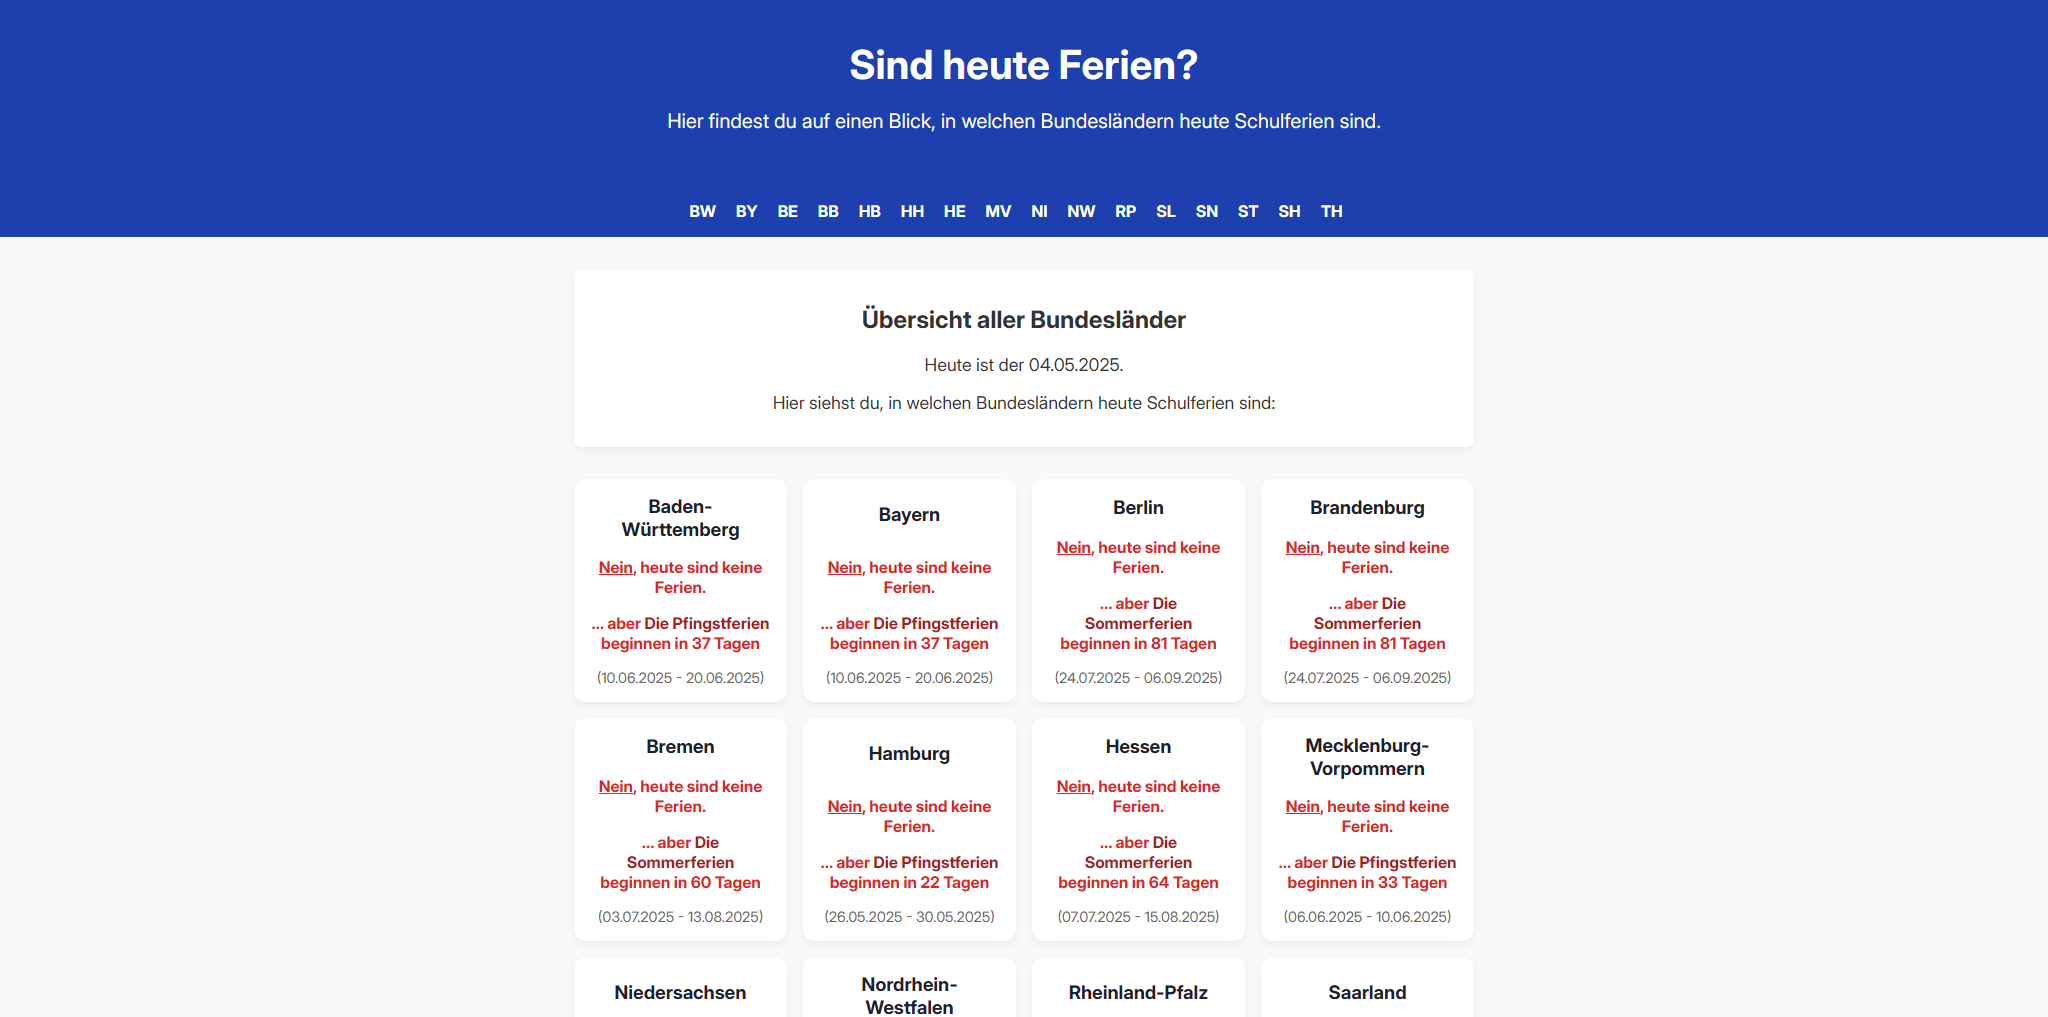 Sind heute Ferien?
Hier findest du auf einen Blick, in welchen Bundesländern heute Schulferien sind.
BW BY BE BB HB HH HE MV NI NW RP SL SN ST SH TH
Übersicht aller Bundesländer
Heute ist der 04.05.2025.
Hier siehst du, in welchen Bundesländern heute Schulferien sind:
Baden-
Württemberg
Nein, heute sind keine
Ferien.
... aber Die Pfingstferien
beginnen in 37 Tagen
(10.06.2025 - 20.06.2025)
Bayern
Nein, heute sind keine
Ferien.
... aber Die Pfingstferien
beginnen in 37 Tagen
(10.06.2025 - 20.06.2025)
Berlin
Nein, heute sind keine
Ferien.
... aber Die
Sommerferien
beginnen in 81 Tagen
(24.07.2025 - 06.09.2025)
Brandenburg
Nein, heute sind keine
Ferien.
... aber Die
Sommerferien
beginnen in 81 Tagen
(24.07.2025 - 06.09.2025)
Bremen
Nein, heute sind keine
Ferien.
... aber Die
Sommerferien
beginnen in 60 Tagen
(03.07.2025 - 13.08.2025)
Hamburg
Nein, heute sind keine
Ferien.
... aber Die Pfingstferien
beginnen in 22 Tagen
(26.05.2025 - 30.05.2025)
Hessen
Nein, heute sind keine
Ferien.
... aber Die
Sommerferien
beginnen in 64 Tagen
(07.07.2025 - 15.08.2025)
Mecklenburg-
Vorpommern
Nein, heute sind keine
Ferien.
... aber Die Pfingstferien
beginnen in 33 Tagen
(06.06.2025 - 10.06.2025)
Niedersachsen
Nordrhein-
Westfalen
Rheinland-Pfalz
Saarland